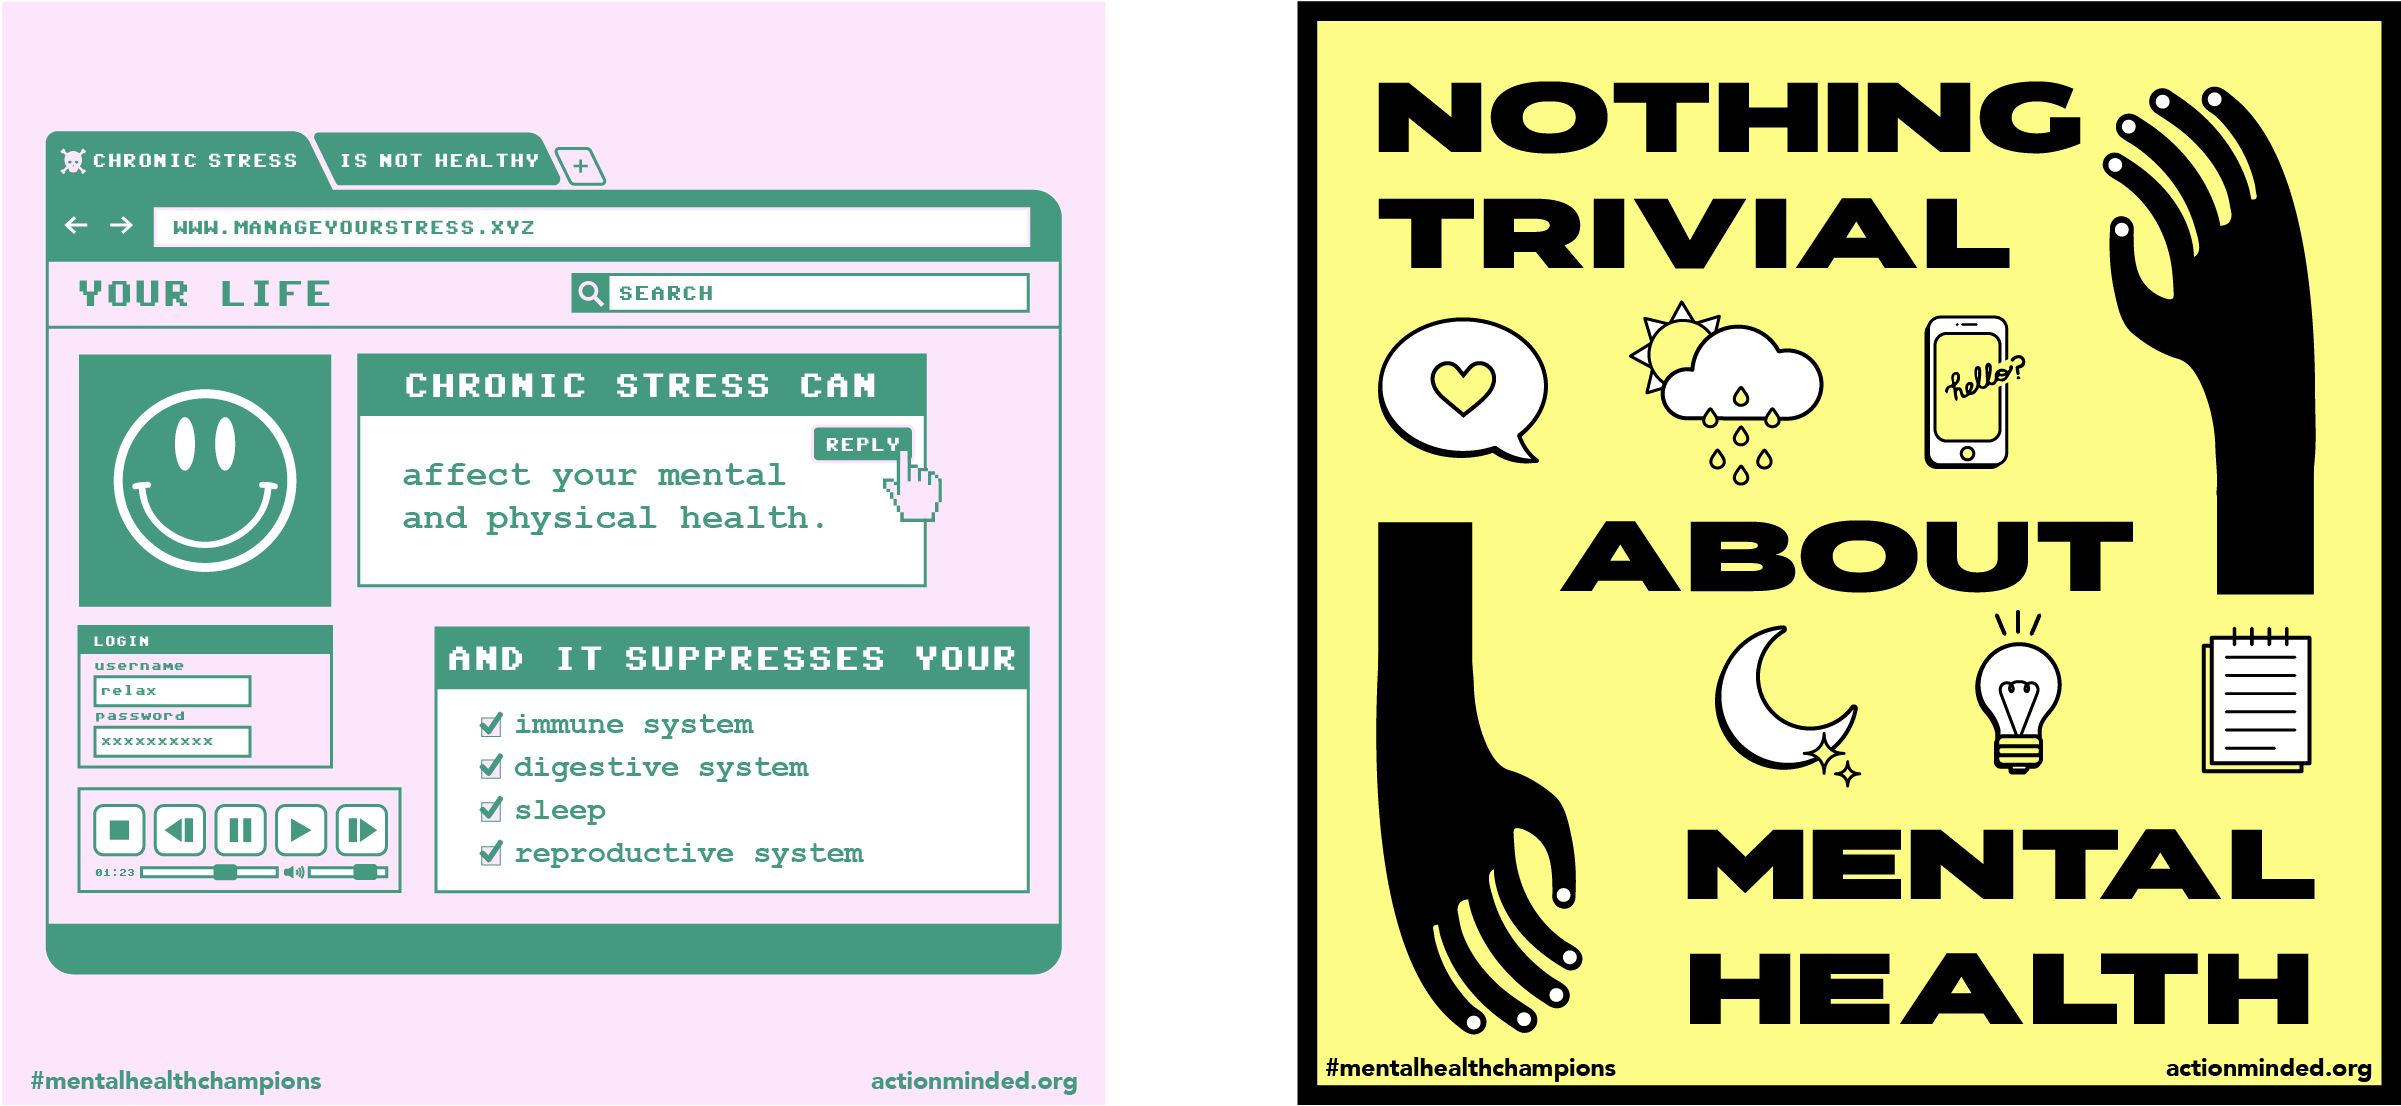 CHRONIC STRESS
IS NOT HEALTHY
+
WWW.MANAGEYOURSTRESS.XYZ
YOUR LIFE
SEARCH
CHRONIC STRESS CAN
REPLY
affect your mental
and physical health.
LOGIN
username
relax
password
xxxxxxxxxx
AND IT SUPPRESSES YOUR
immune system
digestive system
sleep
reproductive system
01:23
#mentalhealthchampions
actionminded.org
NOTHING
TRIVIAL
hello?
ABOUT
MENTAL
HEALTH
#mentalhealthchampions
actionminded.org